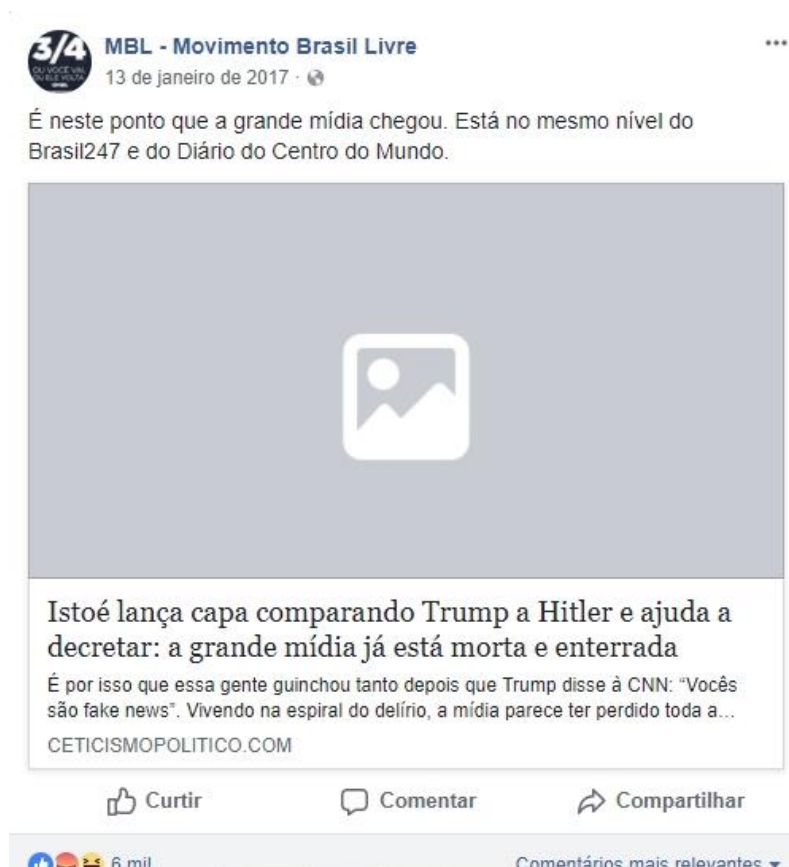 3/4
MBL - Movimento Brasil Livre
13 de janeiro de 2017
É neste ponto que a grande mídia chegou. Está no mesmo nível do
Brasil247 e do Diário do Centro do Mundo.
Istoé lança capa comparando Trump a Hitler e ajuda a
decretar: a grande mídia já está morta e enterrada
É por isso que essa gente guinchou tanto depois que Trump disse à CNN: “Vocês
são fake news”. Vivendo na espiral do delírio, a mídia parece ter perdido toda a...
CETICISMOPOLITICO.COM
Curtir Comentar Compartilhar
6 mil Comentários mais relevantes